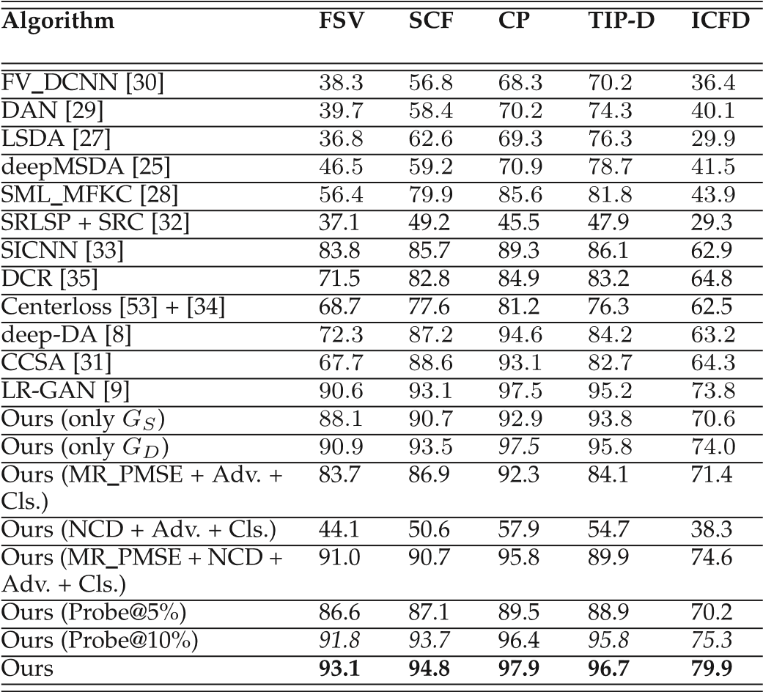 Algorithm FSV SCF CP TIP-D ICFD
FV_DCNN [30] 38.3 56.8 68.3 70.2 36.4
DAN [29] 39.7 58.4 70.2 74.3 40.1
LSDA [27] 36.8 62.6 69.3 76.3 29.9
deepMSDA [25] 46.5 59.2 70.9 78.7 41.5
SML_MFKC [28] 56.4 79.9 85.6 81.8 43.9
SRLSP + SRC [32] 37.1 49.2 45.5 47.9 29.3
SICNN [33] 83.8 85.7 89.3 86.1 62.9
DCR [35] 71.5 82.8 84.9 83.2 64.8
Centerloss [53] + [34] 68.7 77.6 81.2 76.3 62.5
deep-DA [8] 72.3 87.2 94.6 84.2 63.2
CCSA [31] 67.7 88.6 93.1 82.7 64.3
LR-GAN [9] 90.6 93.1 97.5 95.2 73.8
Ours (only G_S) 88.1 90.7 92.9 93.8 70.6
Ours (only G_D) 90.9 93.5 97.5 95.8 74.0
Ours (MR_PMSE + Adv. + 83.7 86.9 92.3 84.1 71.4
Cls.)
Ours (NCD + Adv. + Cls.) 44.1 50.6 57.9 54.7 38.3
Ours (MR_PMSE + NCD + 91.0 90.7 95.8 89.9 74.6
Adv. + Cls.)
Ours (Probe@5%) 86.6 87.1 89.5 88.9 70.2
Ours (Probe@10%) 91.8 93.7 96.4 95.8 75.3
Ours 93.1 94.8 97.9 96.7 79.9